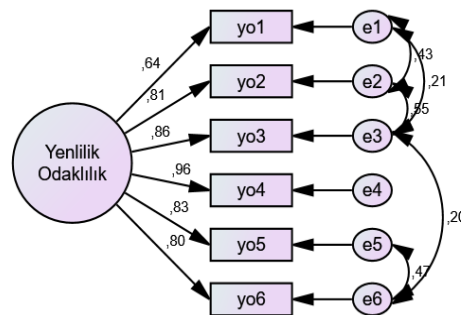 yo1
e1
,64
,43
yo2
e2
,81
,21
,55
yo3
e3
,86
Yenlilik
Odaklılık
,96
yo4
e4
,20
,83
yo5
e5
,80
,47
yo6
e6